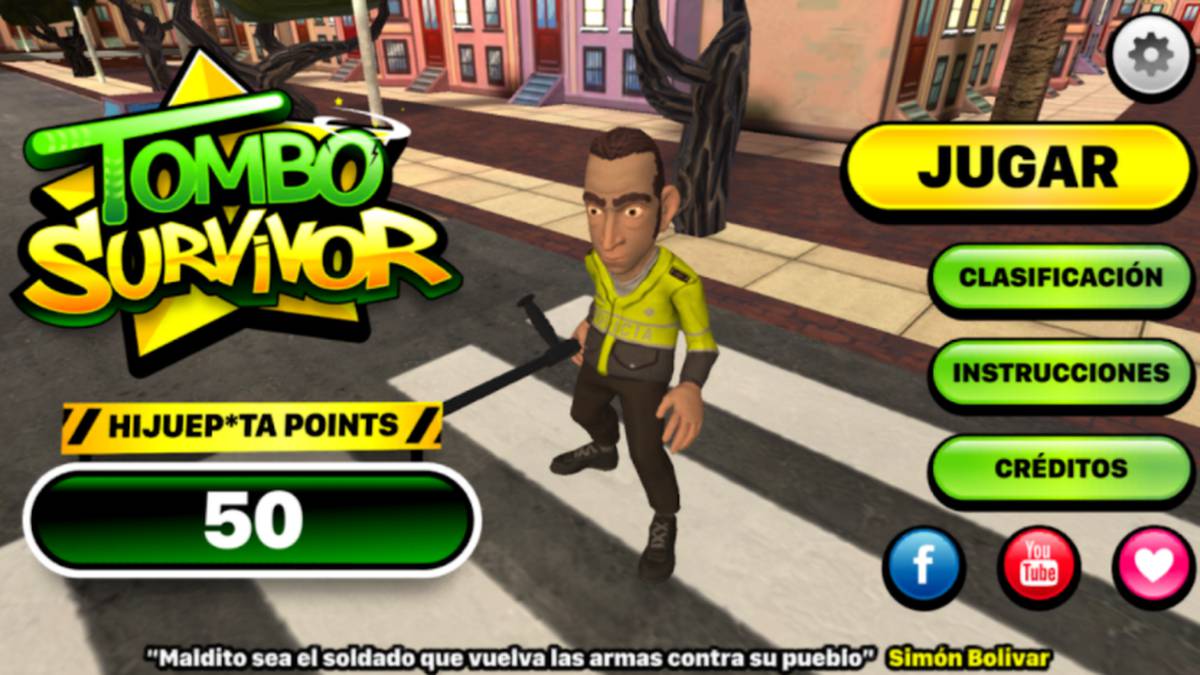 TOMBO
SURVIVOR
HIJUEP*TA POINTS
50
JUGAR
CLASIFICACIÓN
INSTRUCCIONES
CRÉDITOS
f
You
Tube
"Maldito sea el soldado que vuelva las armas contra su pueblo" Simón Bolivar